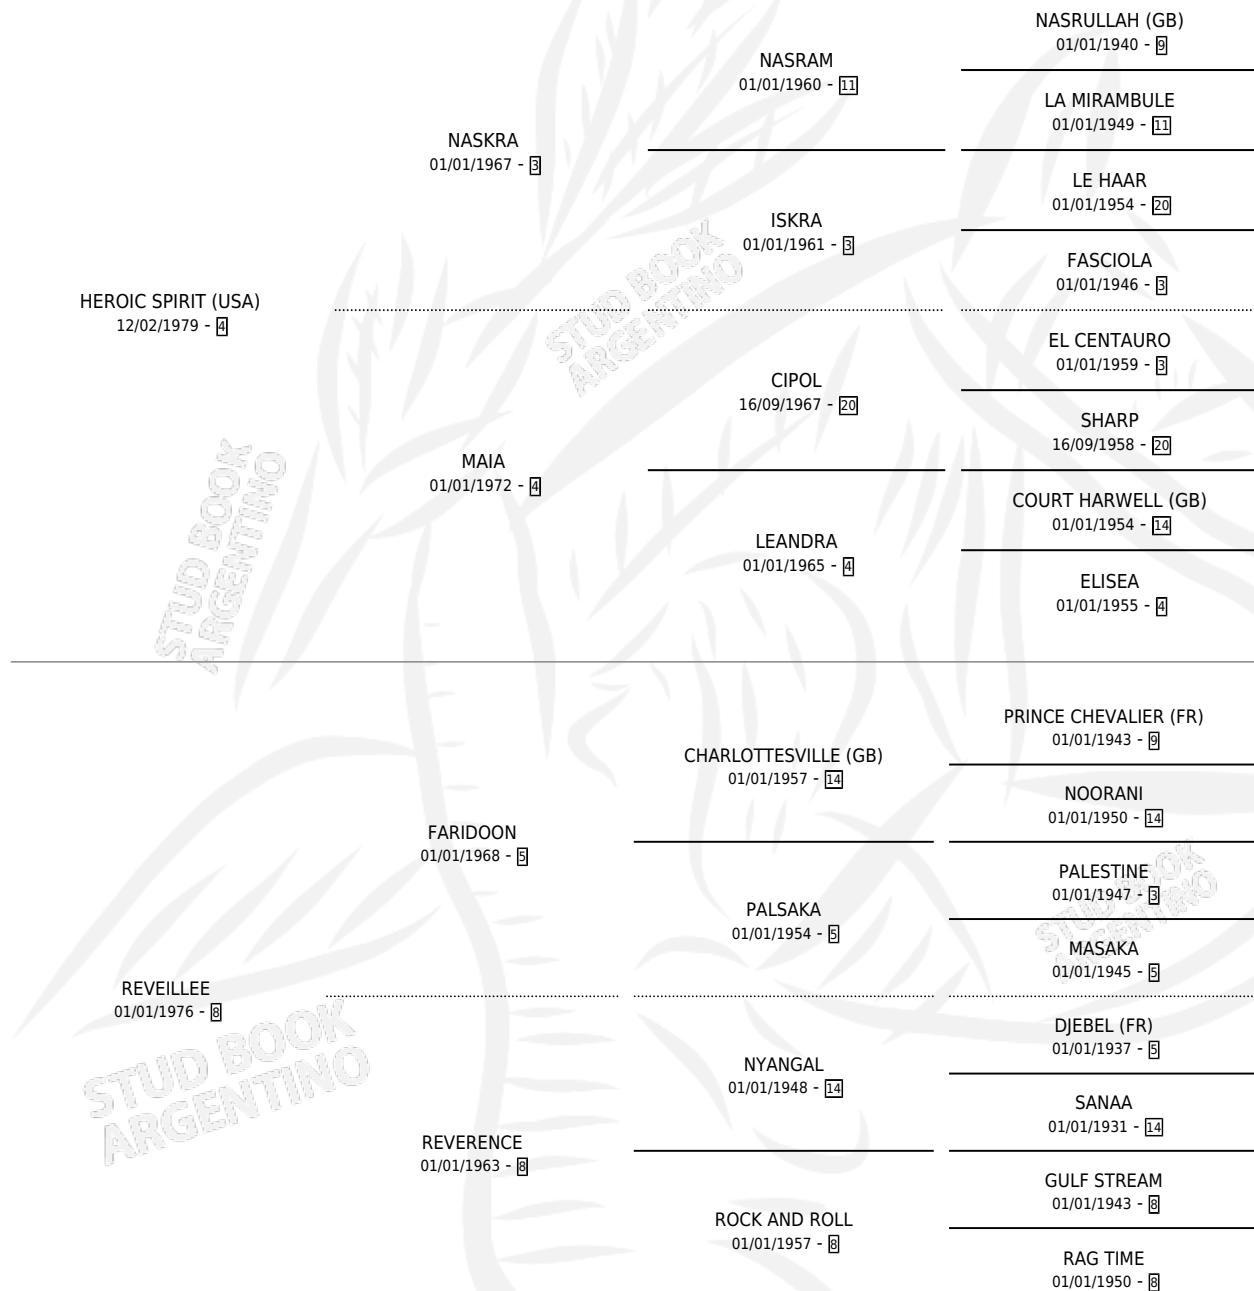 NASRULLAH (GB)
01/01/1940 - 9
NASRAM
01/01/1960 - 11
LA MIRAMBULE
01/01/1949 - 11
NASKRA
01/01/1967 - 3
LE HAAR
01/01/1954 - 20
ISKRA
01/01/1961 - 3
FASCIOLA
01/01/1946 - 3
HEROIC SPIRIT (USA)
12/02/1979 - 4
EL CENTAURO
01/01/1959 - 3
CIPOL
16/09/1967 - 20
SHARP
16/09/1958 - 20
MAIA
01/01/1972 - 4
COURT HARWELL (GB)
01/01/1954 - 14
LEANDRA
01/01/1965 - 4
ELISEA
01/01/1955 - 4
STUD BOOK
ARGENTINO
STUD BOOK
ARGENTINO
PRINCE CHEVALIER (FR)
01/01/1943 - 9
CHARLOTTESVILLE (GB)
01/01/1957 - 14
NOORANI
01/01/1950 - 14
FARIDOON
01/01/1968 - 5
PALESTINE
01/01/1947 - 3
PALSAKA
01/01/1954 - 5
MASAKA
01/01/1945 - 5
STUD BOOK
ARGENTINO
REVEILLEE
01/01/1976 - 8
DJEBEL (FR)
01/01/1937 - 5
NYANGAL
01/01/1948 - 14
SANAA
01/01/1931 - 14
REVERENCE
01/01/1963 - 8
GULF STREAM
01/01/1943 - 8
ROCK AND ROLL
01/01/1957 - 8
RAG TIME
01/01/1950 - 8
STUD BOOK
ARGENTINO